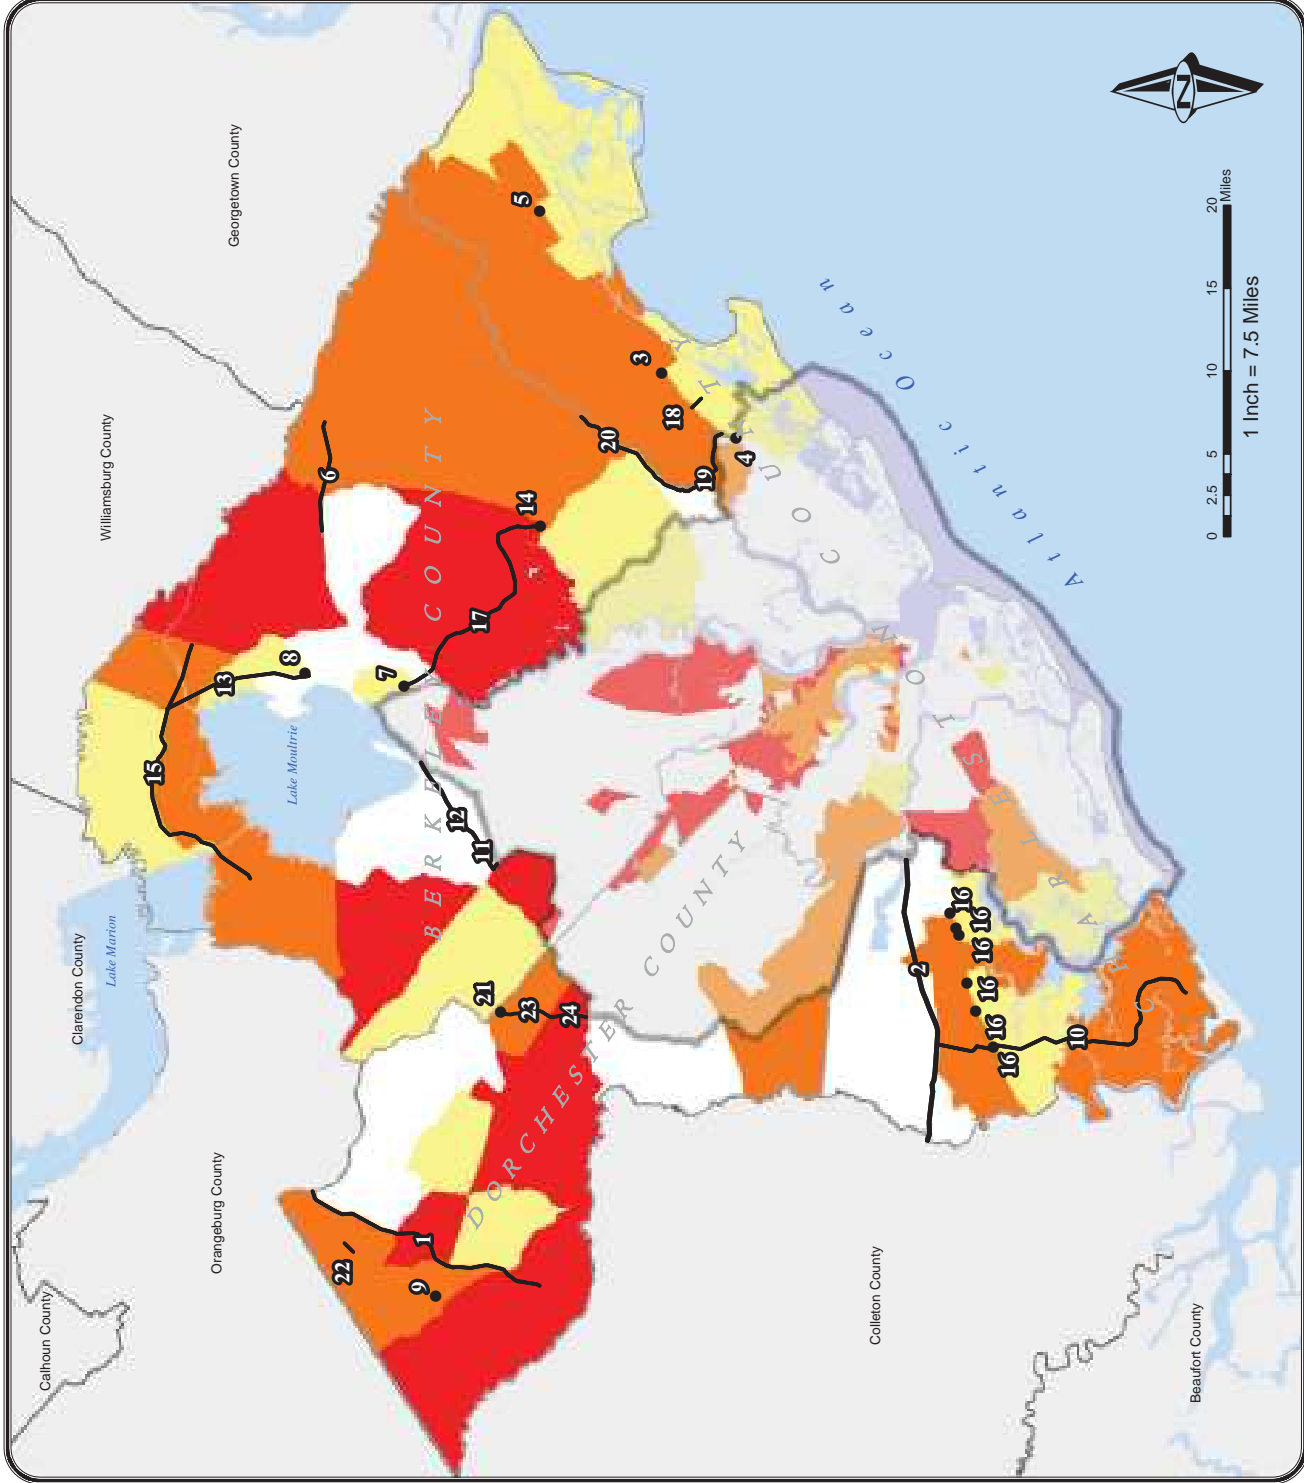 Calhoun County
Clarendon County
Williamsburg County
Georgetown County
Orangeburg County
Colleton County
Beaufort County
Lake Marion
Lake Moultrie
BERKELEY COUNTY
DORCHESTER COUNTY
CHARLESTON COUNTY
Atlantic Ocean
1
2
3
4
5
6
7
8
9
10
11
12
13
14
15
16
16
16
16
16
16
17
18
19
20
21
22
23
24
N
0 2.5 5 10 15 20
Miles
1 Inch = 7.5 Miles